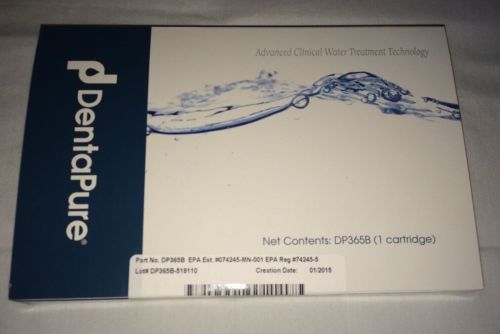 Advanced Clinical Water Treatment Technology
DentaPure®
Net Contents: DP365B (1 cartridge)
Part No. DP365B EPA Est. #074245-MN-001 EPA Reg #74245-5
Lot# DP365B-519110 Creation Date: 01/2015